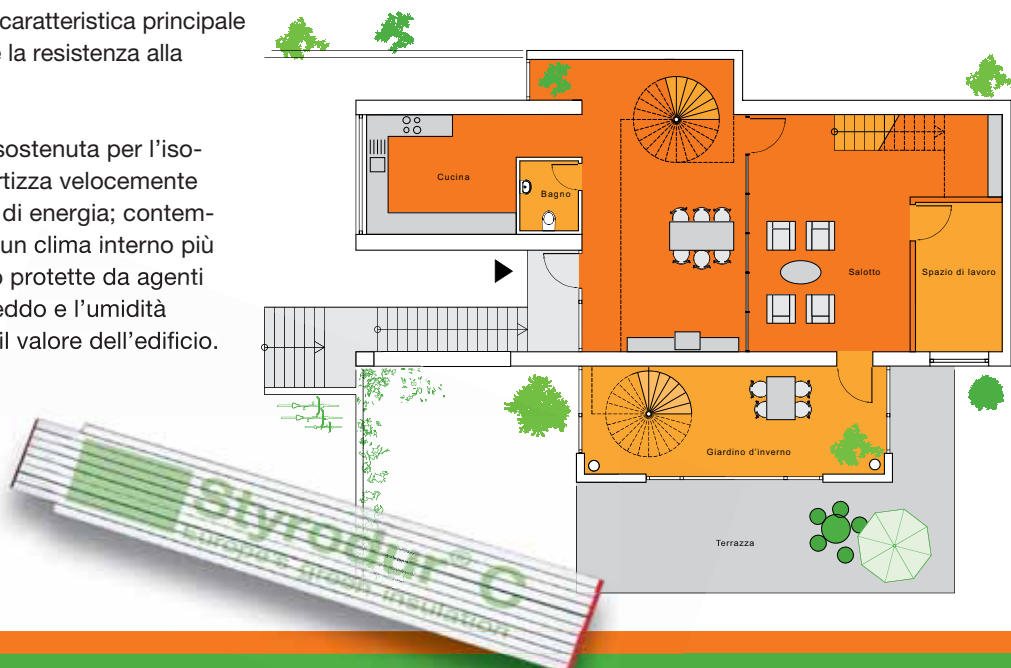 caratteristica principale
e la resistenza alla
sostenuta per l'iso-
rtizza velocemente
di energia; contem-
un clima interno più
o protette da agenti
eddo e l'umidità
il valore dell'edificio.
Cucina
Bagno
Salotto
Spazio di lavoro
Giardino d'inverno
Terrazza
Styrodur® C
Europe's green insulation